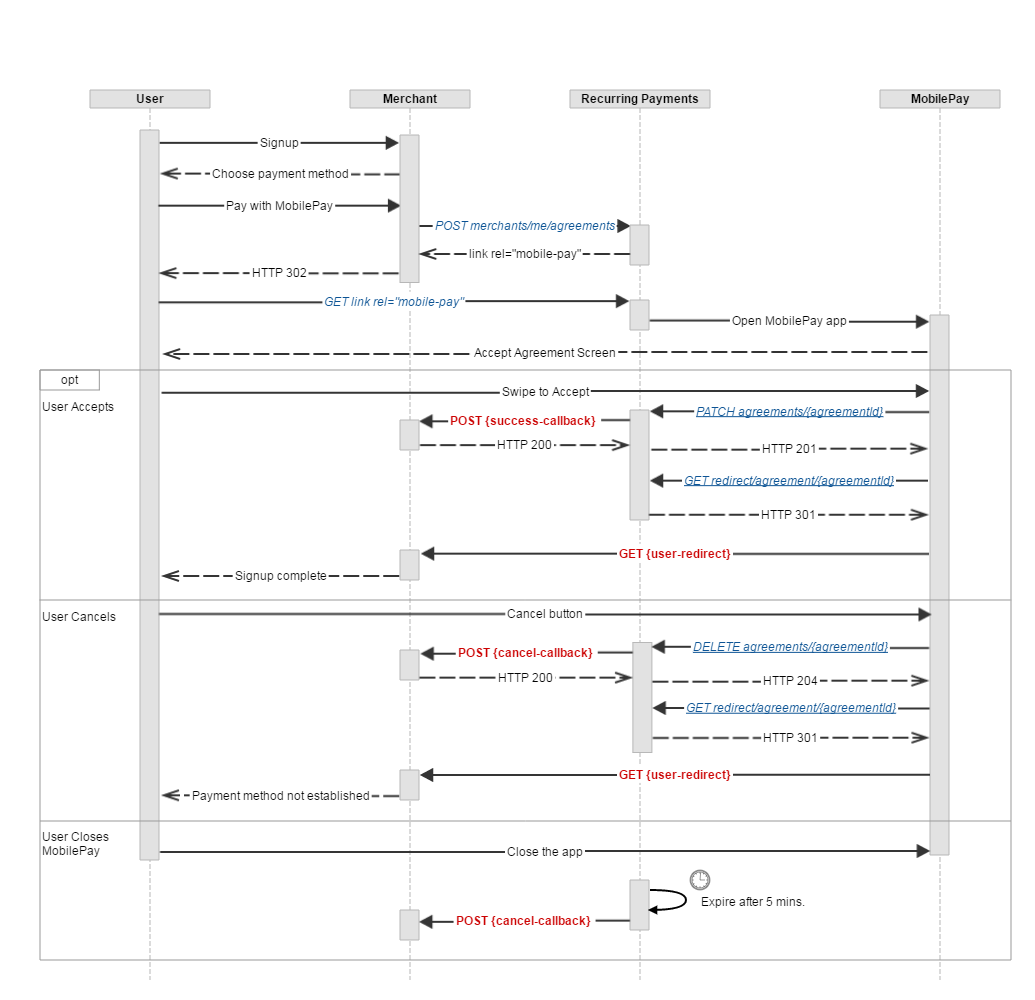 User
Merchant
Recurring Payments
MobilePay
Signup
Choose payment method
Pay with MobilePay
POST merchants/me/agreements
link rel="mobile-pay"
HTTP 302
GET link rel="mobile-pay"
Open MobilePay app
Accept Agreement Screen
opt
Swipe to Accept
User Accepts
PATCH agreements/{agreementId}
POST {success-callback}
HTTP 200
HTTP 201
GET redirect/agreement/{agreementId}
HTTP 301
GET {user-redirect}
Signup complete
User Cancels
Cancel button
DELETE agreements/{agreementId}
POST {cancel-callback}
HTTP 200
HTTP 204
GET redirect/agreement/{agreementId}
HTTP 301
GET {user-redirect}
Payment method not established
User Closes
MobilePay
Close the app
Expire after 5 mins.
POST {cancel-callback}